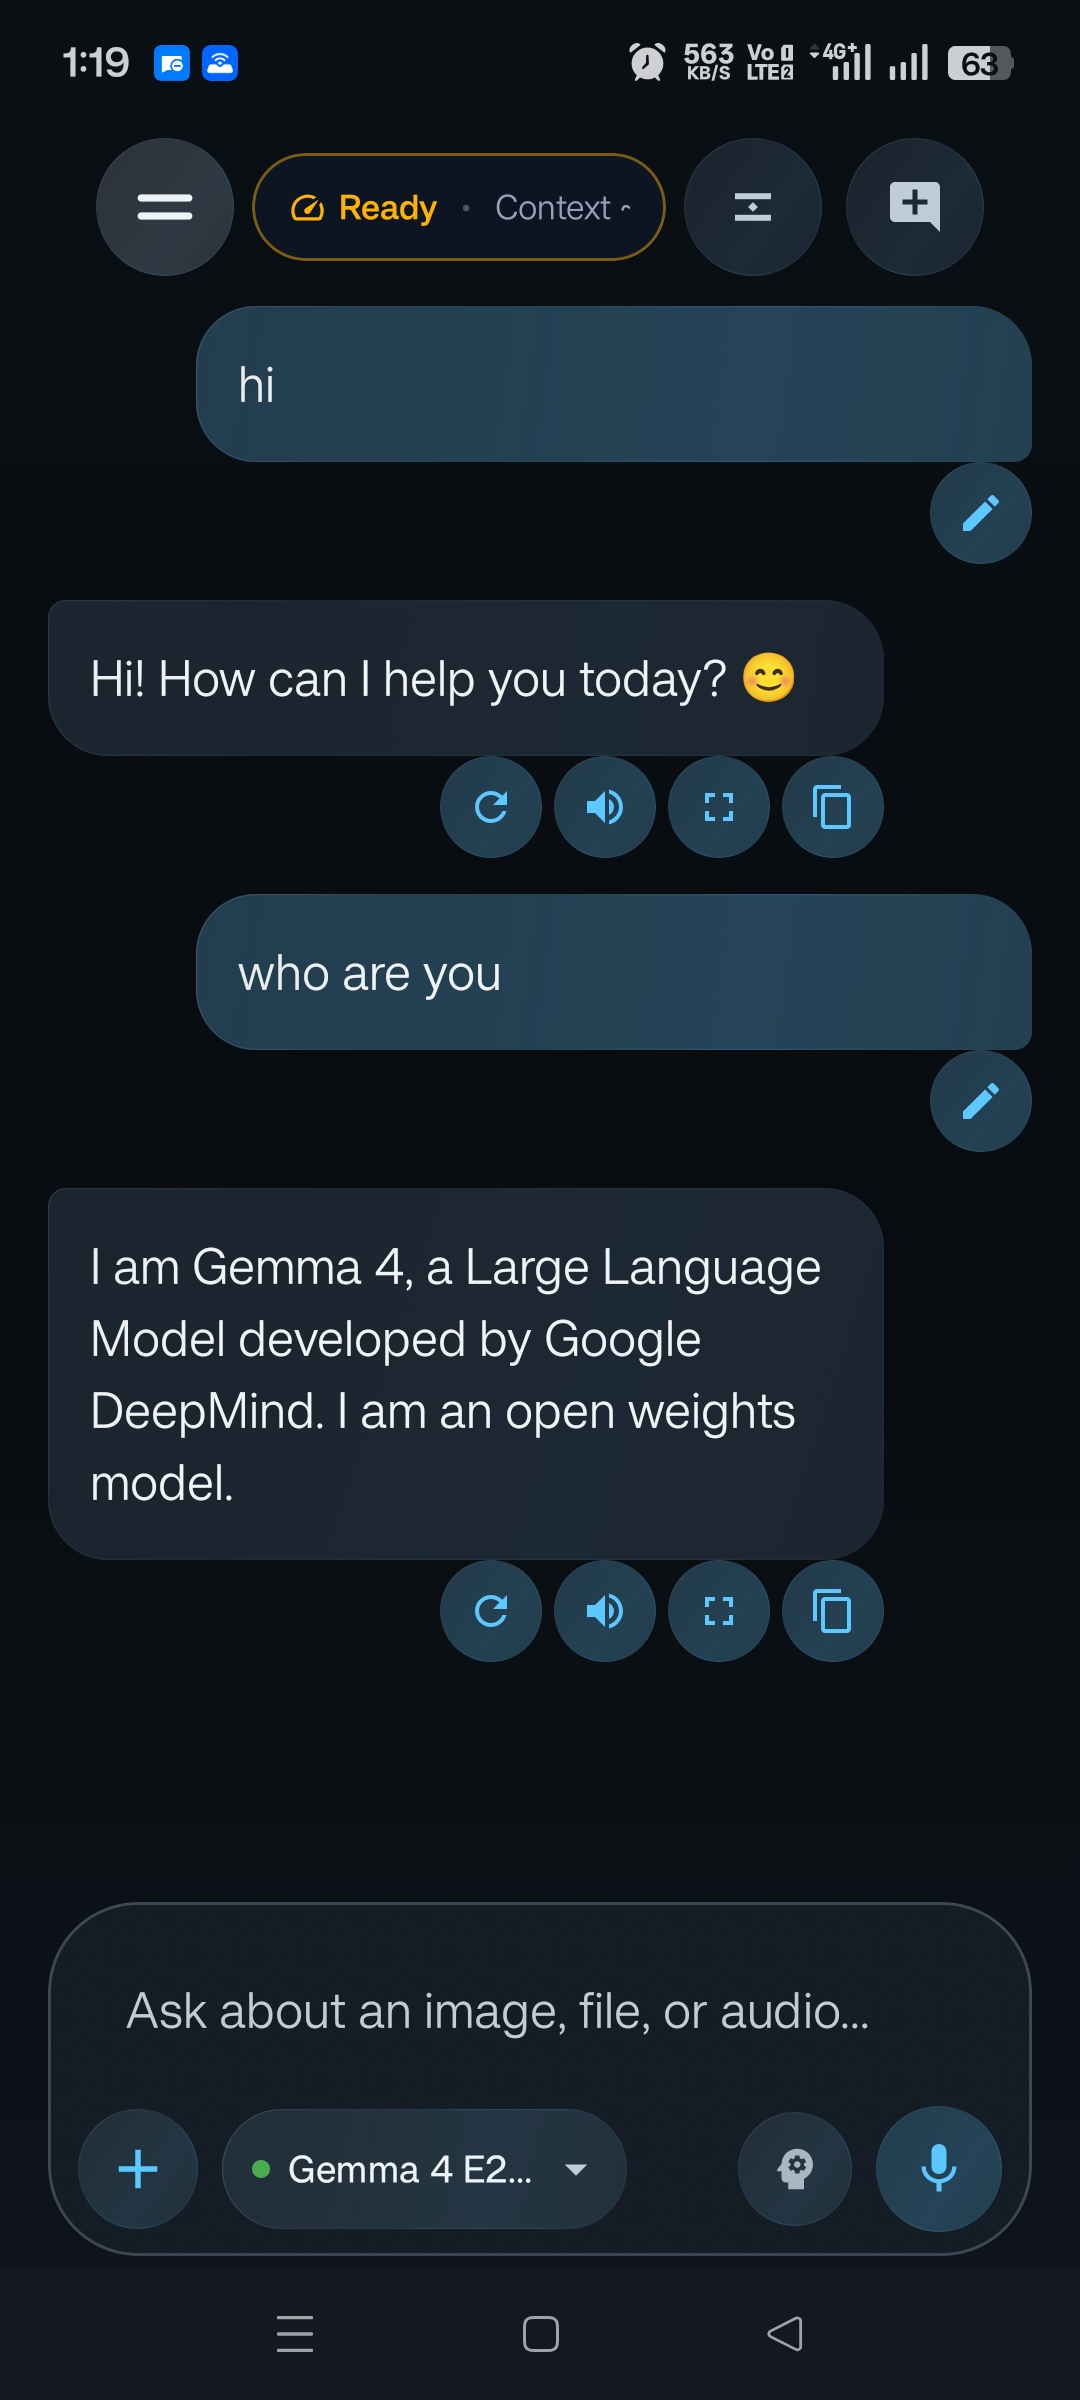 1:19 563 KB/S Vo LTE 4G+ 63
Ready · Context
hi
Hi! How can I help you today? 😊
who are you
I am Gemma 4, a Large Language
Model developed by Google
DeepMind. I am an open weights
model.
Ask about an image, file, or audio...
Gemma 4 E2...